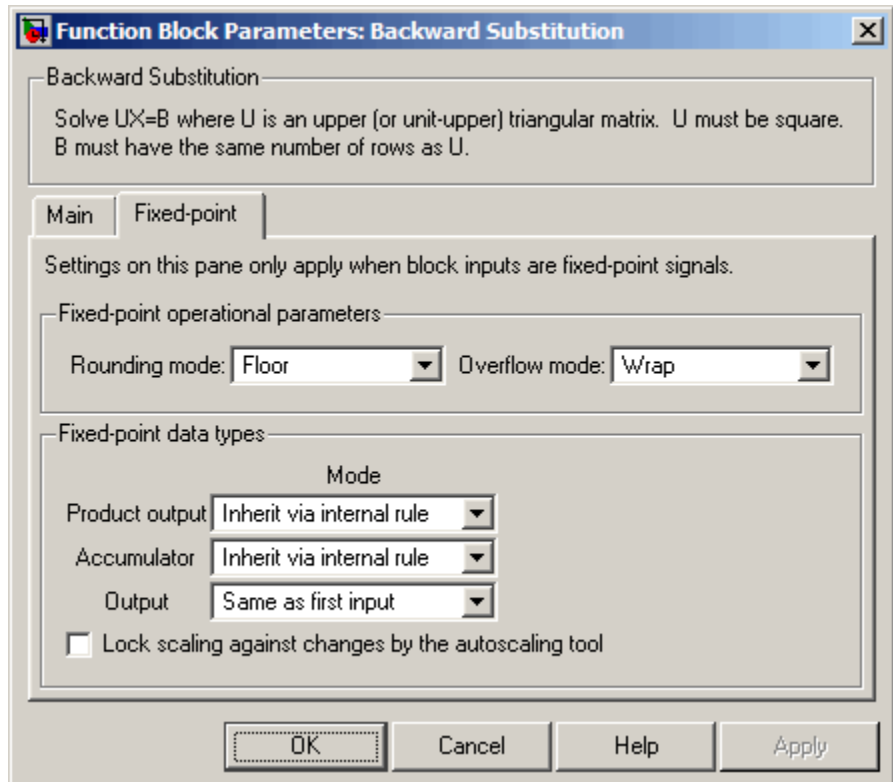 Function Block Parameters: Backward Substitution
Backward Substitution
Solve UX=B where U is an upper (or unit-upper) triangular matrix.  U must be square.
B must have the same number of rows as U.
Main Fixed-point
Settings on this pane only apply when block inputs are fixed-point signals.
Fixed-point operational parameters
Rounding mode: Floor Overflow mode: Wrap
Fixed-point data types
Mode
Product output Inherit via internal rule
Accumulator Inherit via internal rule
Output Same as first input
Lock scaling against changes by the autoscaling tool
OK Cancel Help Apply